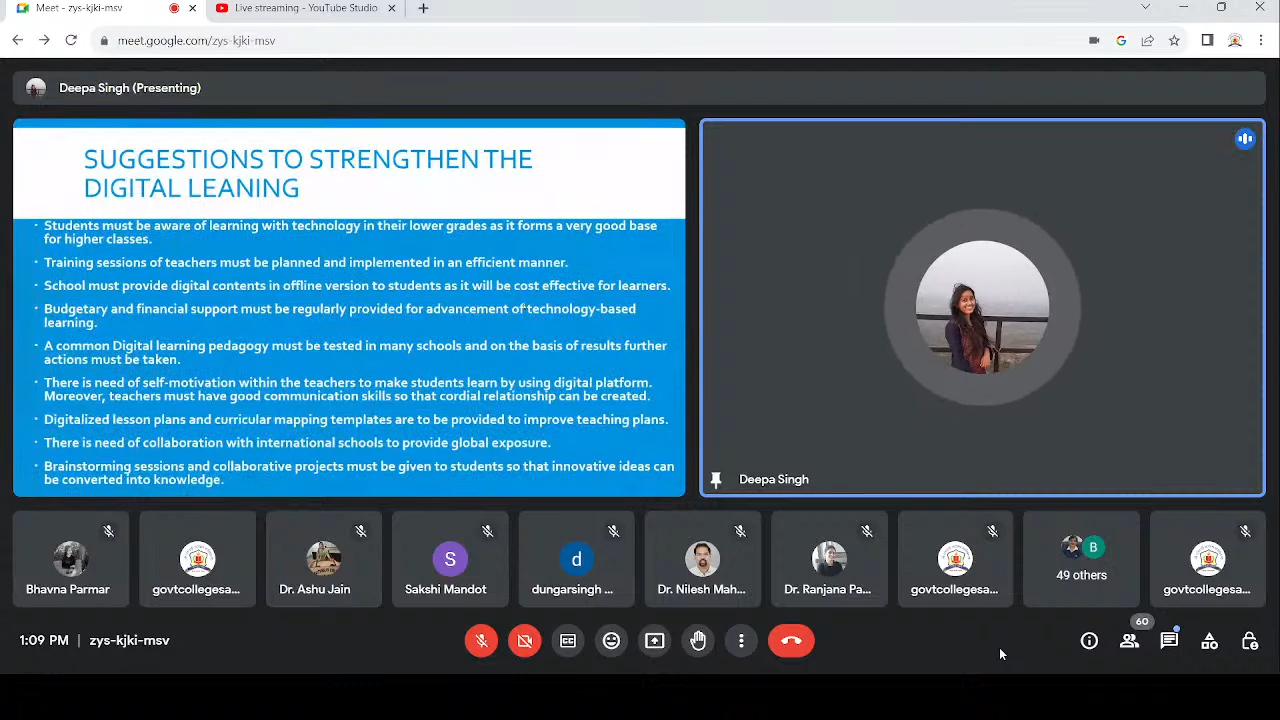 Meet - zys-kjki-msv
Live streaming - YouTube Studio
meet.google.com/zys-kjki-msv
Deepa Singh (Presenting)
SUGGESTIONS TO STRENGTHEN THE
DIGITAL LEANING
· Students must be aware of learning with technology in their lower grades as it forms a very good base
for higher classes.
· Training sessions of teachers must be planned and implemented in an efficient manner.
· School must provide digital contents in offline version to students as it will be cost effective for learners.
· Budgetary and financial support must be regularly provided for advancement of technology-based
learning.
· A common Digital learning pedagogy must be tested in many schools and on the basis of results further
actions must be taken.
· There is need of self-motivation within the teachers to make students learn by using digital platform.
Moreover, teachers must have good communication skills so that cordial relationship can be created.
· Digitalized lesson plans and curricular mapping templates are to be provided to improve teaching plans.
· There is need of collaboration with international schools to provide global exposure.
· Brainstorming sessions and collaborative projects must be given to students so that innovative ideas can
be converted into knowledge.
Deepa Singh
Bhavna Parmar
govtcollegesa...
Dr. Ashu Jain
S
Sakshi Mandot
d
dungarsingh ...
Dr. Nilesh Mah...
Dr. Ranjana Pa...
govtcollegesa...
B
49 others
govtcollegesa...
1:09 PM | zys-kjki-msv
60